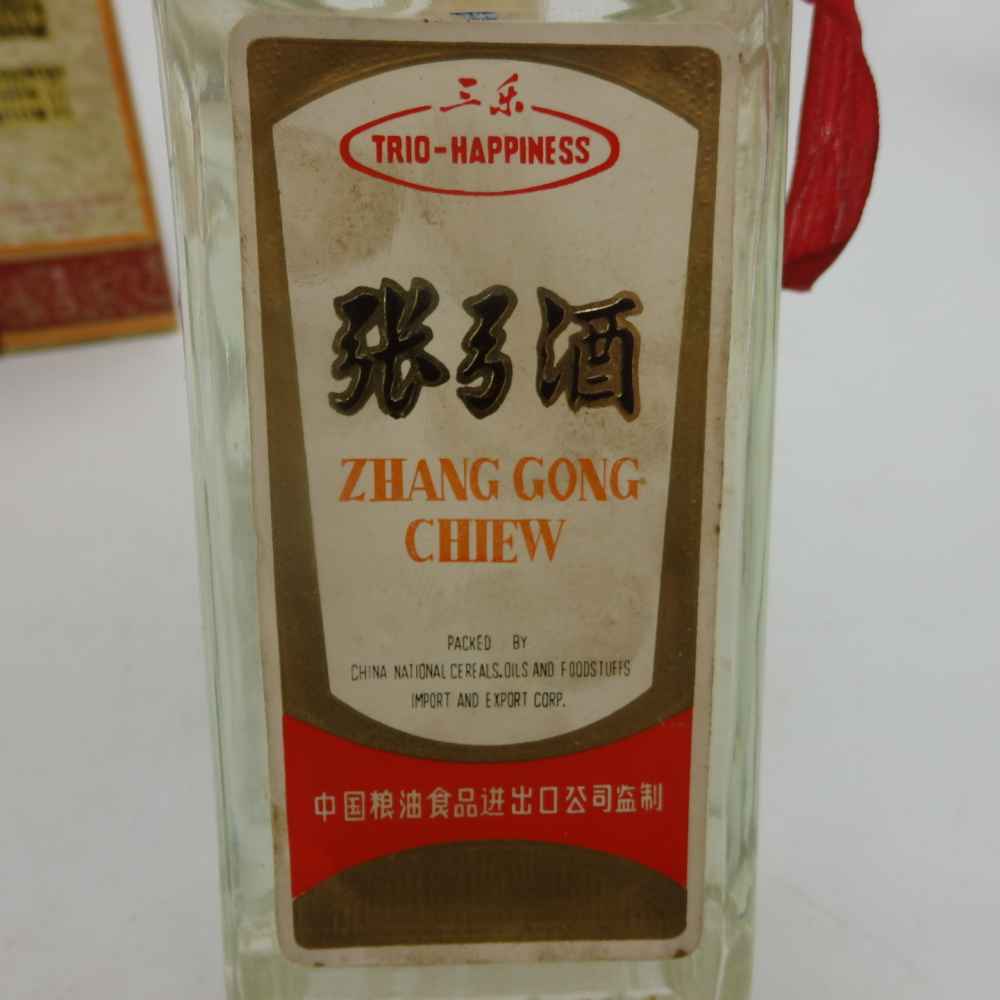 三乐
TRIO-HAPPINESS
张弓酒
ZHANG GONG
CHIEW
PACKED BY
CHINA NATIONAL CEREALS.OILS AND FOODSTUFFS
IMPORT AND EXPORT CORP.
中国粮油食品进出口公司监制